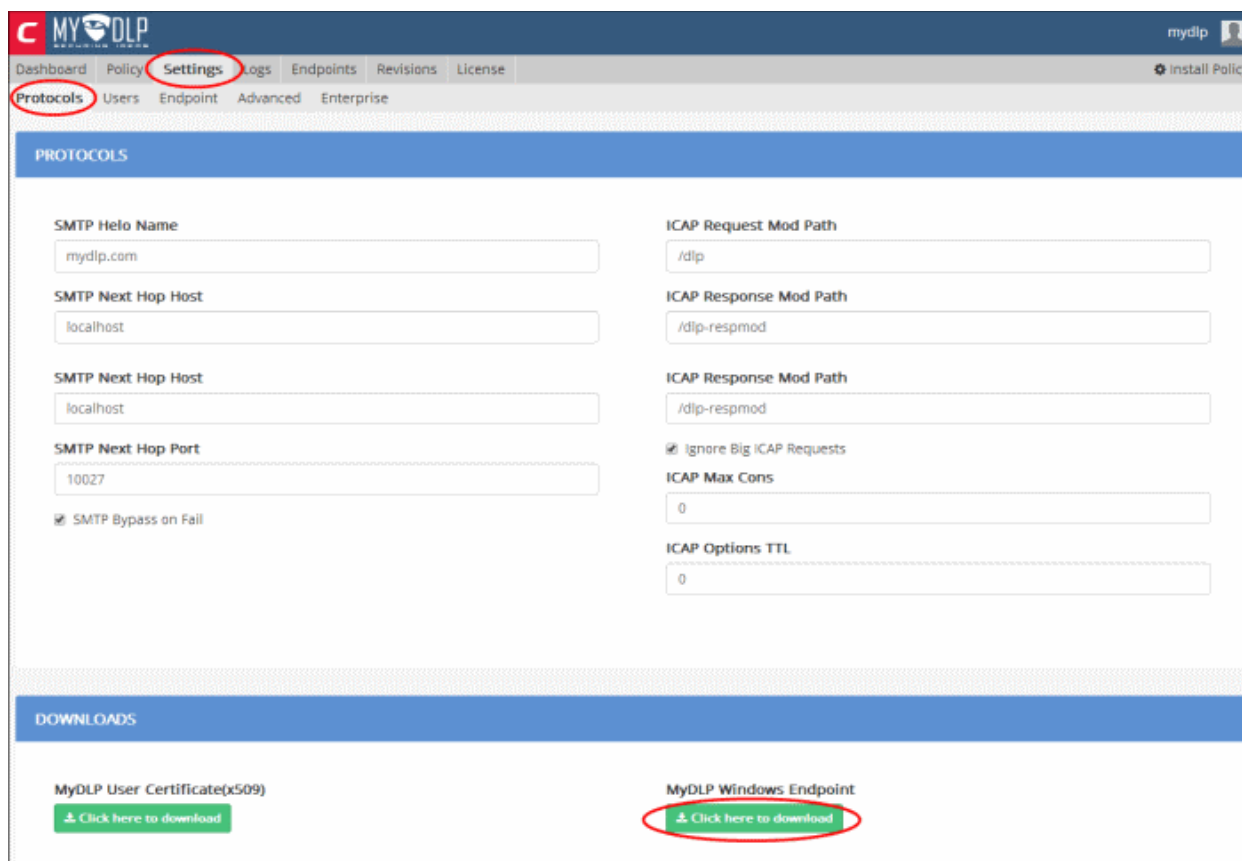 C MY DLP
SECURING IDEAS
mydlp
Dashboard Policy Settings Logs Endpoints Revisions License
Install Polic
Protocols Users Endpoint Advanced Enterprise
PROTOCOLS
SMTP Helo Name
mydlp.com
SMTP Next Hop Host
localhost
SMTP Next Hop Host
localhost
SMTP Next Hop Port
10027
SMTP Bypass on Fail
ICAP Request Mod Path
/dlp
ICAP Response Mod Path
/dlp-respmod
ICAP Response Mod Path
/dlp-respmod
Ignore Big ICAP Requests
ICAP Max Cons
0
ICAP Options TTL
0
DOWNLOADS
MyDLP User Certificate(x509)
Click here to download
MyDLP Windows Endpoint
Click here to download